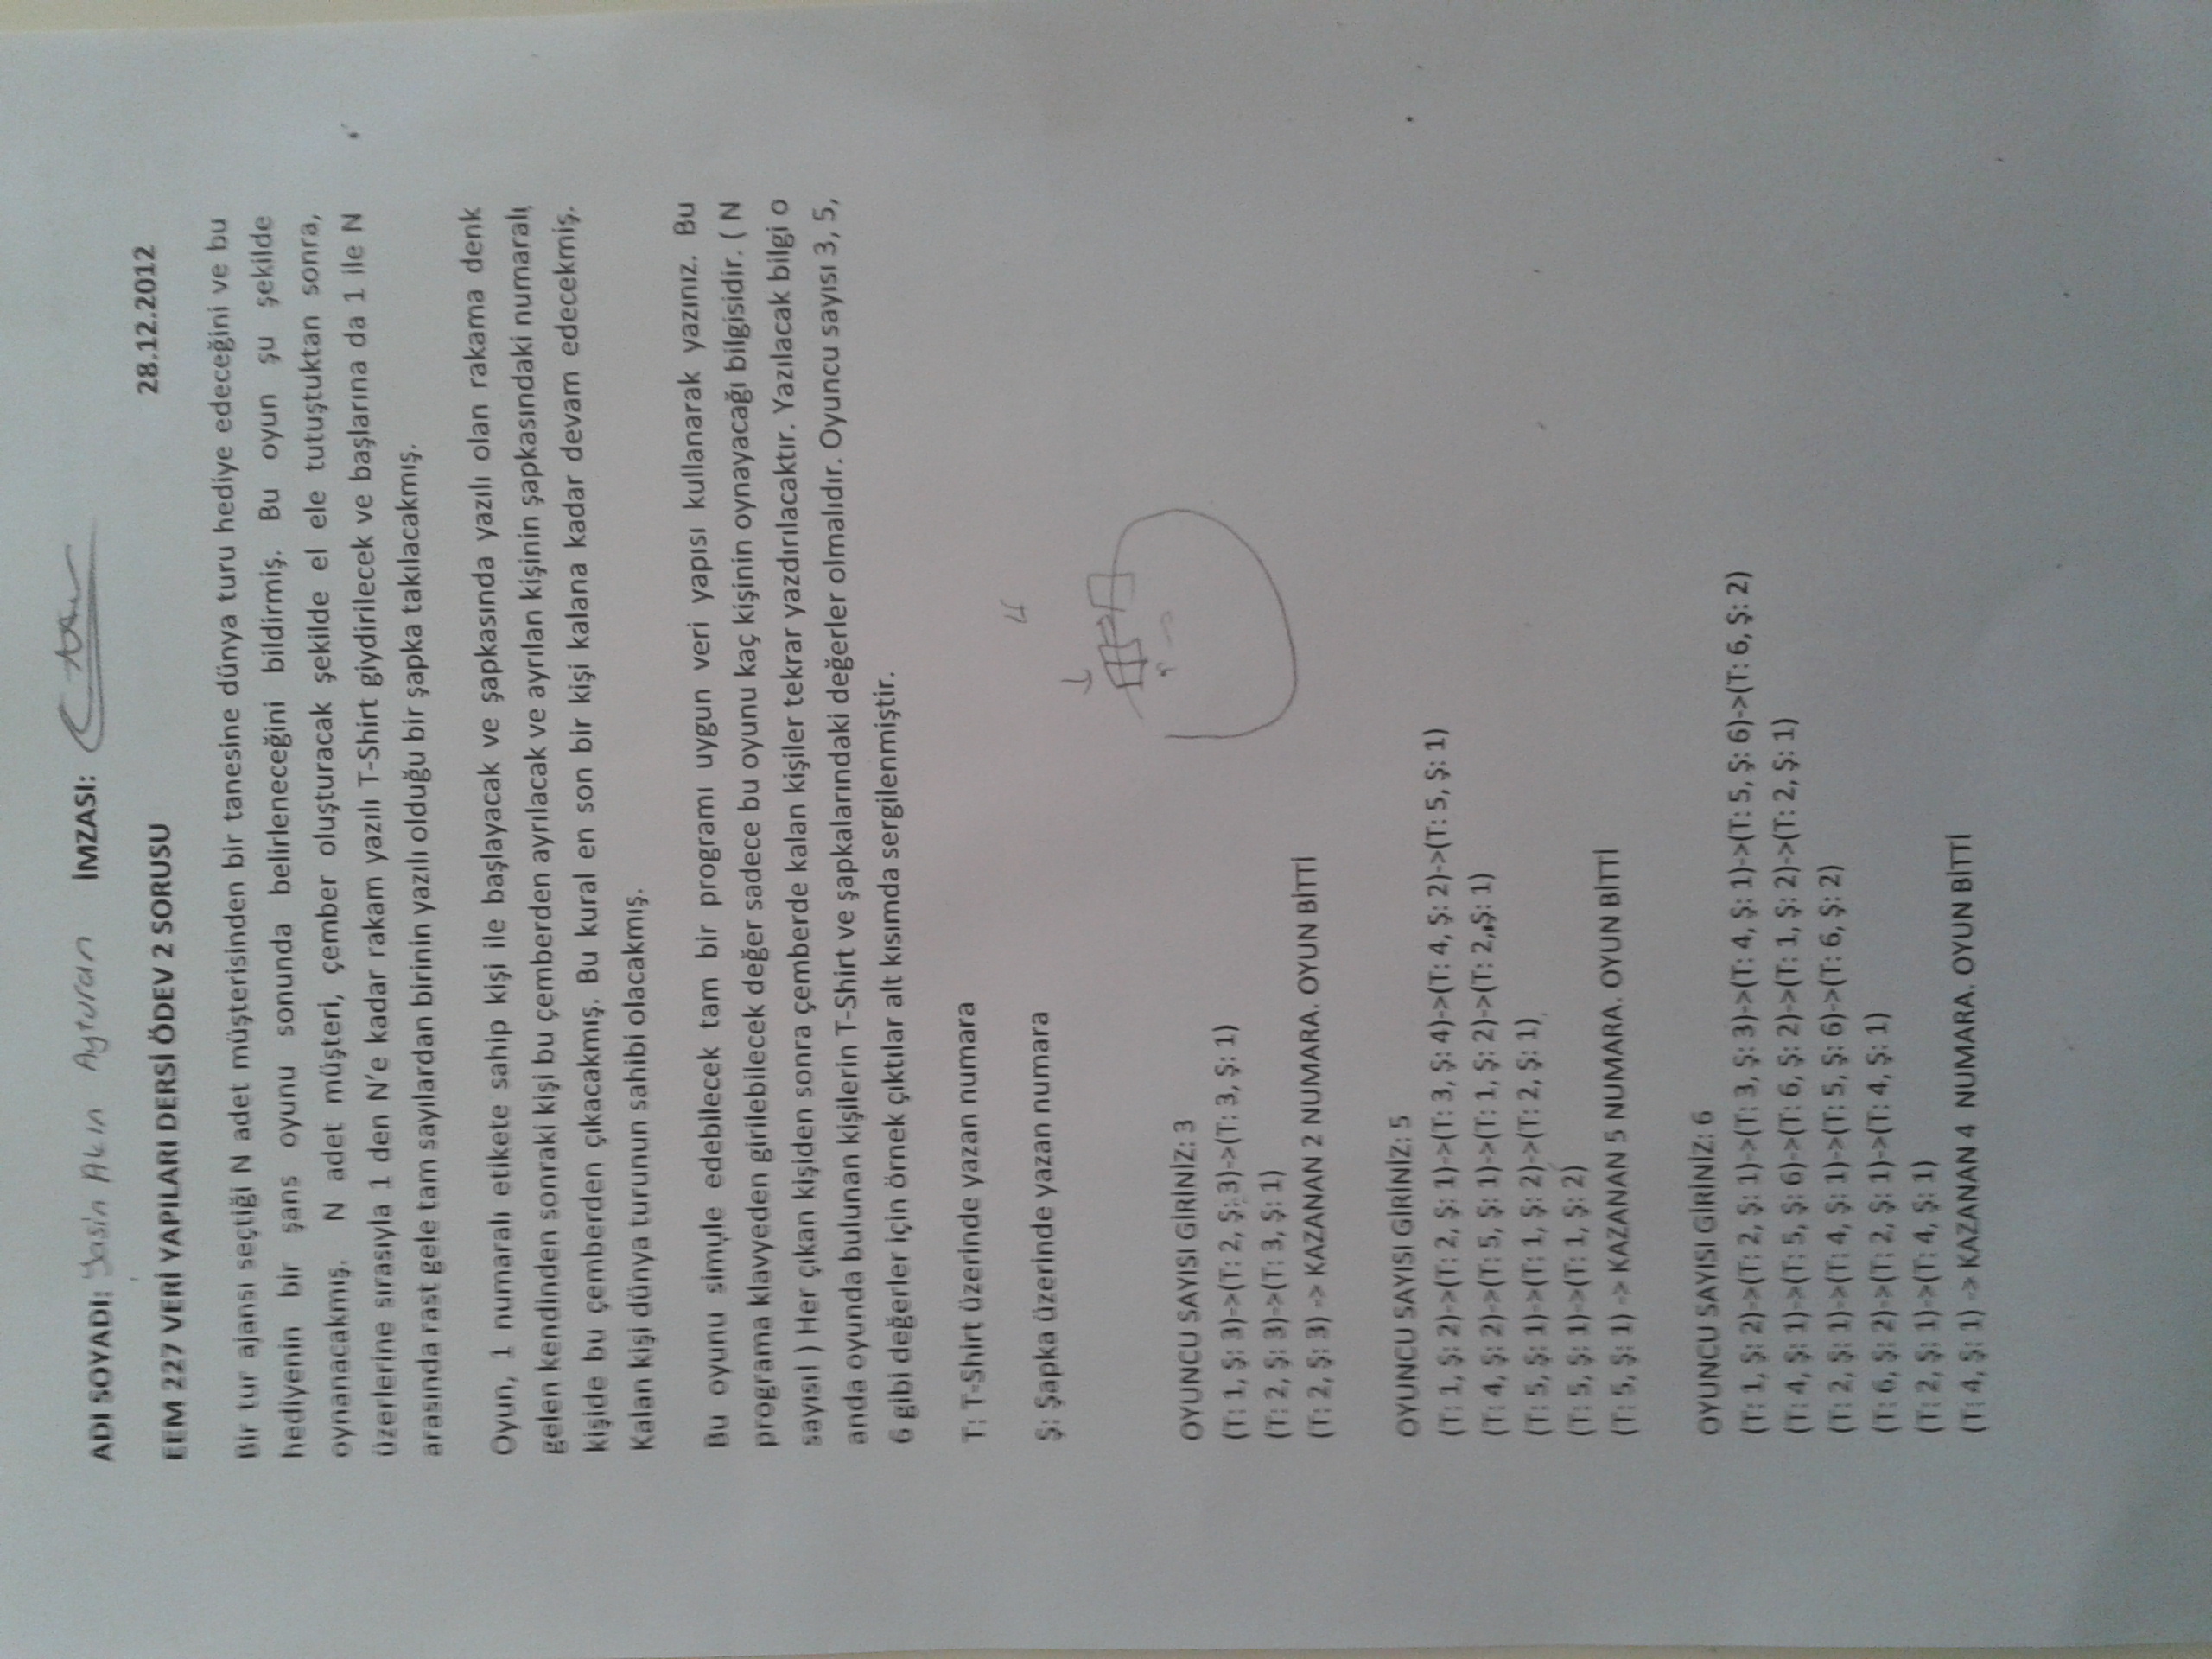 ADI SOYADI: Yasin Akın Ayturan İMZASI:
EEM 227 VERİ YAPILARI DERSİ ÖDEV 2 SORUSU 28.12.2012
Bir tur ajansı seçtiği N adet müşterisinden bir tanesine dünya turu hediye edeceğini ve bu
hediyenin bir şans oyunu sonunda belirleneceğini bildirmiş. Bu oyun şu şekilde
oynanacakmış. N adet müşteri, çember oluşturacak şekilde el ele tutuştuktan sonra,
üzerlerine sırasıyla 1 den N'e kadar rakam yazılı T-Shirt giydirilecek ve başlarına da 1 ile N
arasında rast gele tam sayılardan birinin yazılı olduğu bir şapka takılacakmış.
Oyun, 1 numaralı etikete sahip kişi ile başlayacak ve şapkasında yazılı olan rakama denk
gelen kendinden sonraki kişi bu çemberden ayrılacak ve ayrılan kişinin şapkasındaki numaralı
kişide bu çemberden çıkacakmış. Bu kural en son bir kişi kalana kadar devam edecekmiş.
Kalan kişi dünya turunun sahibi olacakmış.
Bu oyunu simule edebilecek tam bir programı uygun veri yapısı kullanarak yazınız. Bu
programa klavyeden girilebilecek değer sadece bu oyunu kaç kişinin oynayacağı bilgisidir. ( N
sayısı! ) Her çıkan kişiden sonra çemberde kalan kişiler tekrar yazdırılacaktır. Yazılacak bilgi o
anda oyunda bulunan kişilerin T-Shirt ve şapkalarındaki değerler olmalıdır. Oyuncu sayısı 3, 5,
6 gibi değerler için örnek çıktılar alt kısımda sergilenmiştir.
T: T-Shirt üzerinde yazan numara
Ş: Şapka üzerinde yazan numara
OYUNCU SAYISI GİRİNİZ: 3
(T: 1, Ş: 3)->(T: 2, Ş: 3)->(T: 3, Ş: 1)
(T: 2, Ş: 3)->(T: 3, Ş: 1)
(T: 2, Ş: 3) -> KAZANAN 2 NUMARA. OYUN BİTTİ
OYUNCU SAYISI GİRİNİZ: 5
(T: 1, Ş: 2)->(T: 2, Ş: 1)->(T: 3, Ş: 4)->(T: 4, Ş: 2)->(T: 5, Ş: 1)
(T: 4, Ş: 2)->(T: 5, Ş: 1)->(T: 1, Ş: 2)->(T: 2, Ş: 1)
(T: 5, Ş: 1)->(T: 1, Ş: 2)->(T: 2, Ş: 1)
(T: 5, Ş: 1)->(T: 1, Ş: 2)
(T: 5, Ş: 1) -> KAZANAN 5 NUMARA. OYUN BİTTİ
OYUNCU SAYISI GİRİNİZ: 6
(T: 1, Ş: 2)->(T: 2, Ş: 1)->(T: 3, Ş: 3)->(T: 4, Ş: 1)->(T: 5, Ş: 6)->(T: 6, Ş: 2)
(T: 4, Ş: 1)->(T: 5, Ş: 6)->(T: 6, Ş: 2)->(T: 1, Ş: 2)->(T: 2, Ş: 1)
(T: 2, Ş: 1)->(T: 4, Ş: 1)->(T: 5, Ş: 6)->(T: 6, Ş: 2)
(T: 6, Ş: 2)->(T: 2, Ş: 1)->(T: 4, Ş: 1)
(T: 2, Ş: 1)->(T: 4, Ş: 1)
(T: 4, Ş: 1) -> KAZANAN 4 NUMARA. OYUN BİTTİ